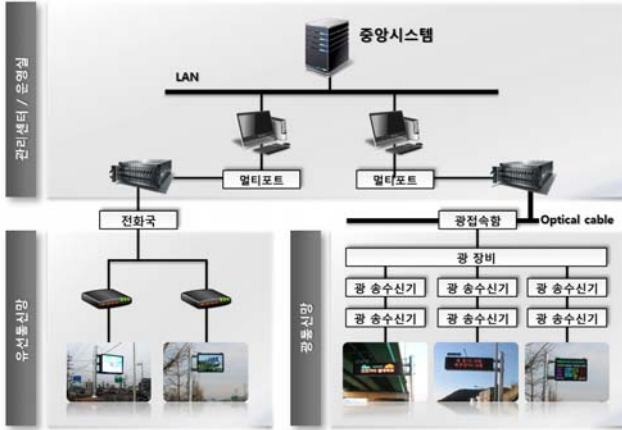 중앙시스템
LAN
관리센터 / 운영실
멀티포트
멀티포트
전화국
광접속함
Optical cable
광 장비
유선통신망
광통신망
광 송수신기
광 송수신기
광 송수신기
광 송수신기
광 송수신기
광 송수신기